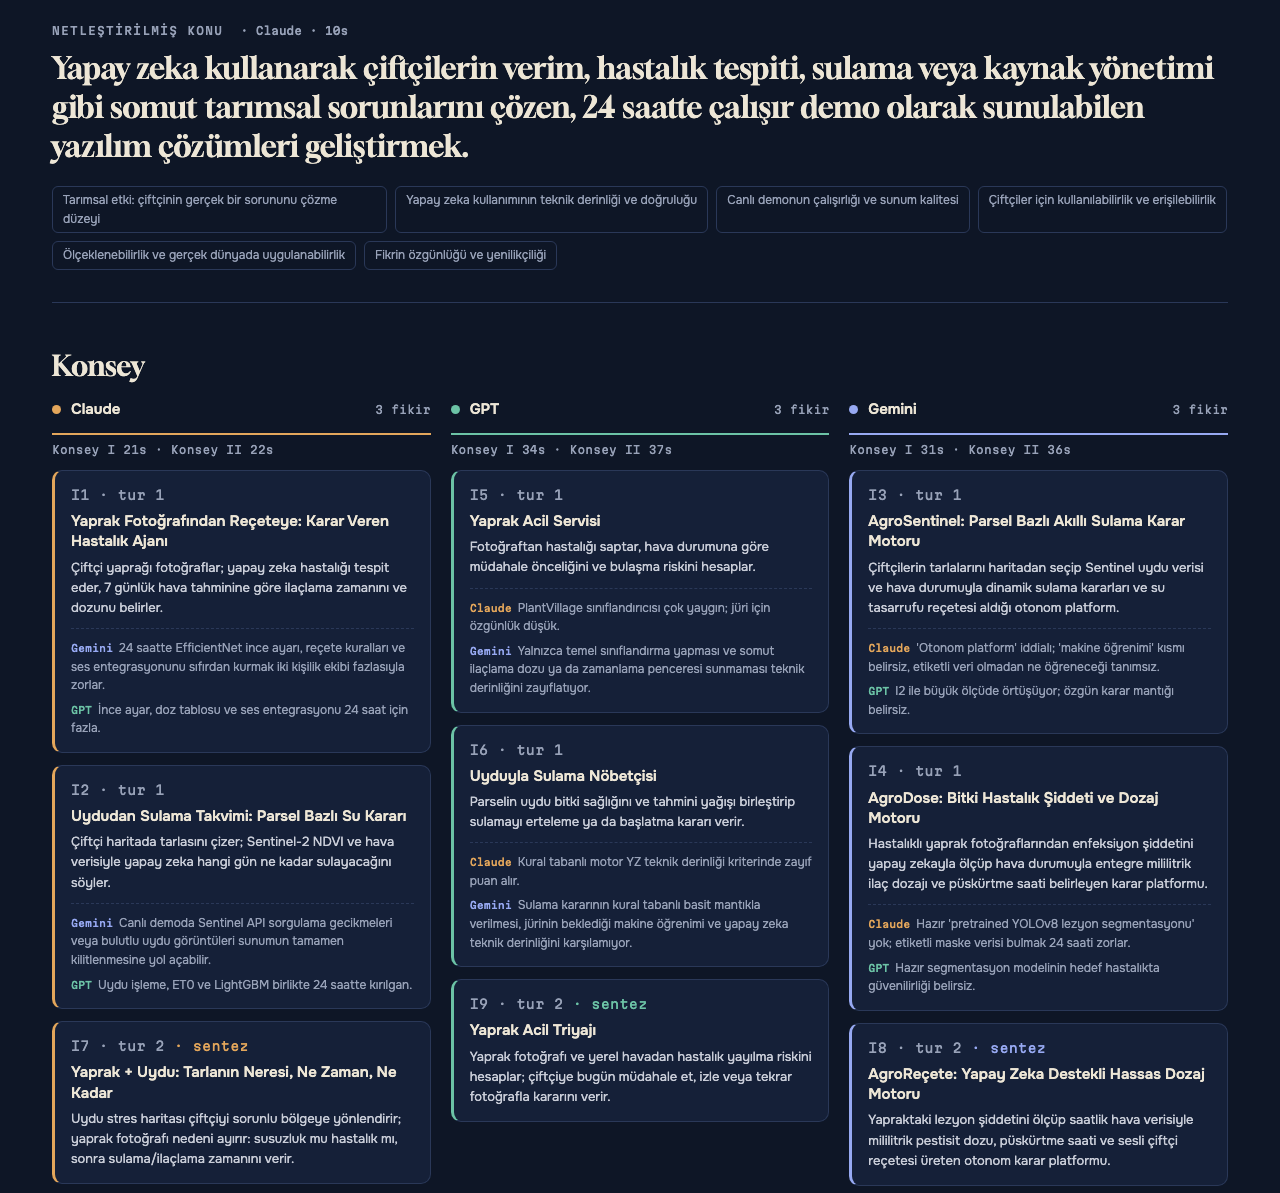 NETLEŞTİRİLMİŞ KONU · Claude · 10s
Yapay zeka kullanarak çiftçilerin verim, hastalık tespiti, sulama veya kaynak yönetimi
gibi somut tarımsal sorunlarını çözen, 24 saatte çalışır demo olarak sunulabilen
yazılım çözümleri geliştirmek.
Tarımsal etki: çiftçinin gerçek bir sorununu çözme
düzeyi
Yapay zeka kullanımının teknik derinliği ve doğruluğu
Canlı demonun çalışırlığı ve sunum kalitesi
Çiftçiler için kullanılabilirlik ve erişilebilirlik
Ölçeklenebilirlik ve gerçek dünyada uygulanabilirlik
Fikrin özgünlüğü ve yenilikçiliği
Konsey
Claude 3 fikir
Konsey I 21s · Konsey II 22s
I1 · tur 1
Yaprak Fotoğrafından Reçeteye: Karar Veren
Hastalık Ajanı
Çiftçi yaprağı fotoğraflar; yapay zeka hastalığı tespit
eder, 7 günlük hava tahminine göre ilaçlama zamanını ve
dozunu belirler.
Gemini 24 saatte EfficientNet ince ayarı, reçete kuralları ve
ses entegrasyonunu sıfırdan kurmak iki kişilik ekibi fazlasıyla
zorlar.
GPT İnce ayar, doz tablosu ve ses entegrasyonu 24 saat için
fazla.
I2 · tur 1
Uydudan Sulama Takvimi: Parsel Bazlı Su Kararı
Çiftçi haritada tarlasını çizer; Sentinel-2 NDVI ve hava
verisiyle yapay zeka hangi gün ne kadar sulayacağını
söyler.
Gemini Canlı demoda Sentinel API sorgulama gecikmeleri
veya bulutlu uydu görüntüleri sunumun tamamen
kilitlenmesine yol açabilir.
GPT Uydu işleme, ET0 ve LightGBM birlikte 24 saatte kırılgan.
I7 · tur 2 · sentez
Yaprak + Uydu: Tarlanın Neresi, Ne Zaman, Ne
Kadar
Uydu stres haritası çiftçiyi sorunlu bölgeye yönlendirir;
yaprak fotoğrafı nedeni ayırır: susuzluk mu hastalık mı,
sonra sulama/ilaçlama zamanını verir.
GPT 3 fikir
Konsey I 34s · Konsey II 37s
I5 · tur 1
Yaprak Acil Servisi
Fotoğraftan hastalığı saptar, hava durumuna göre
müdahale önceliğini ve bulaşma riskini hesaplar.
Claude PlantVillage sınıflandırıcısı çok yaygın; jüri için
özgünlük düşük.
Gemini Yalnızca temel sınıflandırma yapması ve somut
ilaçlama dozu ya da zamanlama penceresi sunmaması teknik
derinliğini zayıflatıyor.
I6 · tur 1
Uyduyla Sulama Nöbetçisi
Parselin uydu bitki sağlığını ve tahmini yağışı birleştirip
sulamayı erteleme ya da başlatma kararı verir.
Claude Kural tabanlı motor YZ teknik derinliği kriterinde zayıf
puan alır.
Gemini Sulama kararının kural tabanlı basit mantıkla
verilmesi, jürinin beklediği makine öğrenimi ve yapay zeka
teknik derinliğini karşılamıyor.
I9 · tur 2 · sentez
Yaprak Acil Triyajı
Yaprak fotoğrafı ve yerel havadan hastalık yayılma riskini
hesaplar; çiftçiye bugün müdahale et, izle veya tekrar
fotoğrafla kararını verir.
Gemini 3 fikir
Konsey I 31s · Konsey II 36s
I3 · tur 1
AgroSentinel: Parsel Bazlı Akıllı Sulama Karar
Motoru
Çiftçilerin tarlalarını haritadan seçip Sentinel uydu verisi
ve hava durumuyla dinamik sulama kararları ve su
tasarrufu reçetesi aldığı otonom platform.
Claude 'Otonom platform' iddialı; 'makine öğrenimi' kısmı
belirsiz, etiketli veri olmadan ne öğreneceği tanımsız.
GPT I2 ile büyük ölçüde örtüşüyor; özgün karar mantığı
belirsiz.
I4 · tur 1
AgroDose: Bitki Hastalık Şiddeti ve Dozaj
Motoru
Hastalıklı yaprak fotoğraflarından enfeksiyon şiddetini
yapay zekayla ölçüp hava durumuyla entegre mililitrik
ilaç dozajı ve püskürtme saati belirleyen karar platformu.
Claude Hazır 'pretrained YOLOv8 lezyon segmentasyonu'
yok; etiketli maske verisi bulmak 24 saati zorlar.
GPT Hazır segmentasyon modelinin hedef hastalıkta
güvenilirliği belirsiz.
I8 · tur 2 · sentez
AgroReçete: Yapay Zeka Destekli Hassas Dozaj
Motoru
Yapraktaki lezyon şiddetini ölçüp saatlik hava verisiyle
mililitrik pestisit dozu, püskürtme saati ve sesli çiftçi
reçetesi üreten otonom karar platformu.